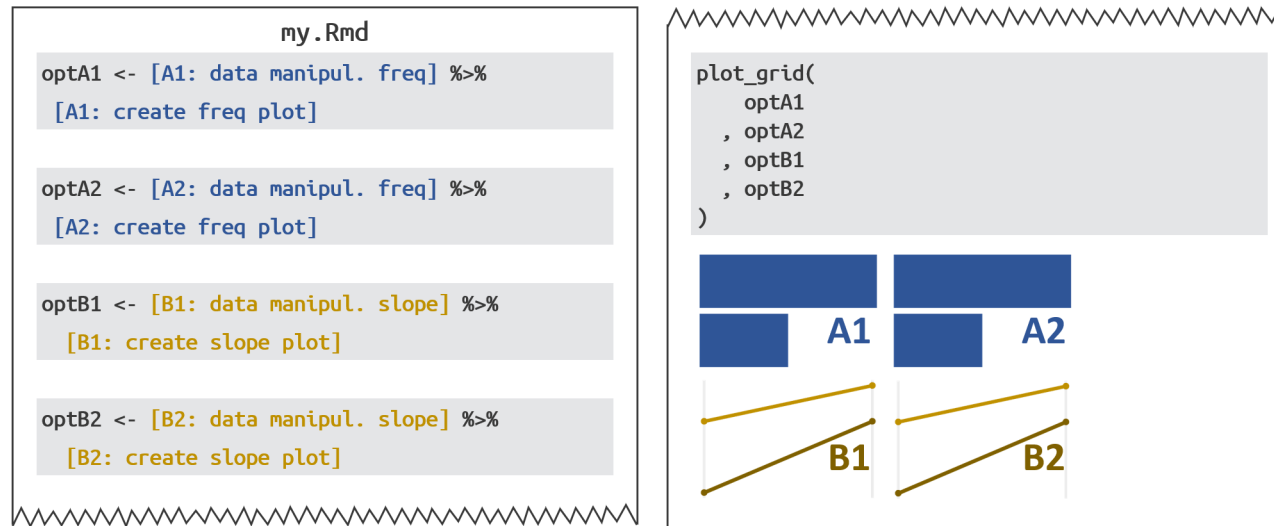 my.Rmd
optA1 <- [A1: data manipul. freq] %>%
[A1: create freq plot]
optA2 <- [A2: data manipul. freq] %>%
[A2: create freq plot]
optB1 <- [B1: data manipul. slope] %>%
[B1: create slope plot]
optB2 <- [B2: data manipul. slope] %>%
[B2: create slope plot]
plot_grid(
optA1
, optA2
, optB1
, optB2
)
A1
A2
B1
B2